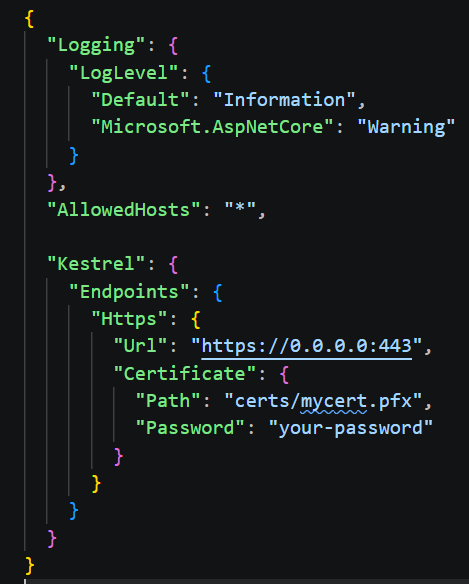 {
  "Logging": {
    "LogLevel": {
      "Default": "Information",
      "Microsoft.AspNetCore": "Warning"
    }
  },
  "AllowedHosts": "*",

  "Kestrel": {
    "Endpoints": {
      "Https": {
        "Url": "https://0.0.0.0:443",
        "Certificate": {
          "Path": "certs/mycert.pfx",
          "Password": "your-password"
        }
      }
    }
  }
}